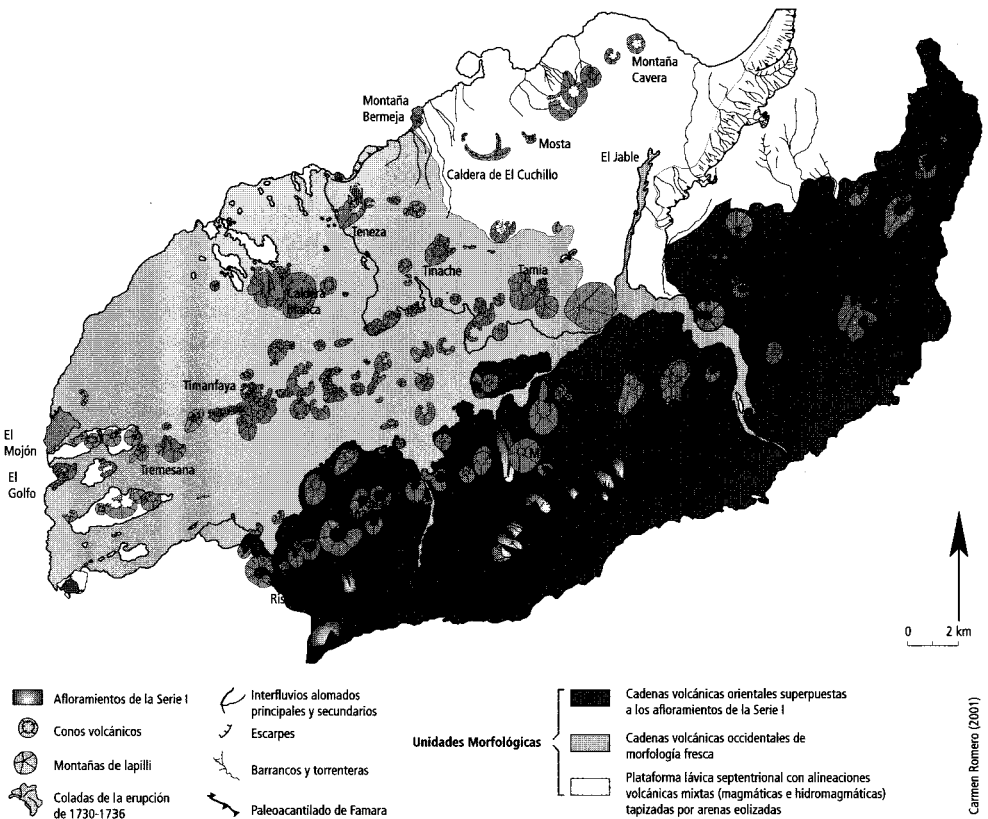 Montaña
Cavera
Montaña
Bermeja
Mosta
El Jable
Caldera de El Cuchillo
Teneza
Tinache
Tamia
Caldera
Blanca
Timanfaya
El
Mojón
Tremesana
El
Golfo
Ris
0 2 km
Afloramientos de la Serie I
Conos volcánicos
Montañas de lapilli
Coladas de la erupción
de 1730-1736
Interfluvios alomados
principales y secundarios
Escarpes
Barrancos y torrenteras
Paleoacantilado de Famara
Unidades Morfológicas
Cadenas volcánicas orientales superpuestas
a los afloramientos de la Serie I
Cadenas volcánicas occidentales de
morfología fresca
Plataforma lávica septentrional con alineaciones
volcánicas mixtas (magmáticas e hidromagmáticas)
tapizadas por arenas eolizadas
Carmen Romero (2001)